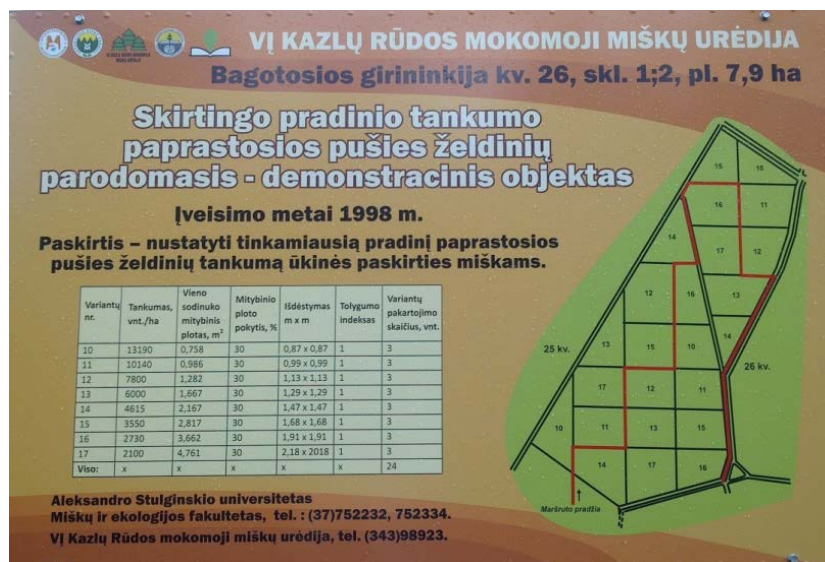 VĮ KAZLŲ RŪDOS MOKOMOJI MIŠKŲ URĖDIJA
Bagotosios girininkija kv. 26, skl. 1;2, pl. 7,9 ha
Skirtingo pradinio tankumo
paprastosios pušies želdinių
parodomasis - demonstracinis objektas
Įveisimo metai 1998 m.
Paskirtis – nustatyti tinkamiausią pradinį paprastosios
pušies želdinių tankumą ūkinės paskirties miškams.
Variantų nr. Tankumas, vnt./ha Vieno sodinuko mitybinis plotas, m² Mitybinio ploto pokytis, % Išdėstymas m x m Tolygumo indeksas Variantų pakartojimo skaičius, vnt.
10 13190 0,758 30 0,87 x 0,87 1 3
11 10140 0,986 30 0,99 x 0,99 1 3
12 7800 1,282 30 1,13 x 1,13 1 3
13 6000 1,667 30 1,29 x 1,29 1 3
14 4615 2,167 30 1,47 x 1,47 1 3
15 3550 2,817 30 1,68 x 1,68 1 3
16 2730 3,662 30 1,91 x 1,91 1 3
17 2100 4,761 30 2,18 x 2018 1 3
Viso: x x x x x 24
Aleksandro Stulginskio universitetas
Miškų ir ekologijos fakultetas, tel. : (37)752232, 752334.
VĮ Kazlų Rūdos mokomoji miškų urėdija, tel. (343)98923.
15 10
16 11
14 17 12
12 16 13
13 15 10 14
25 kv. 26 kv.
17 12 11
10 11 13 15
14 17 16
Maršruto pradžia